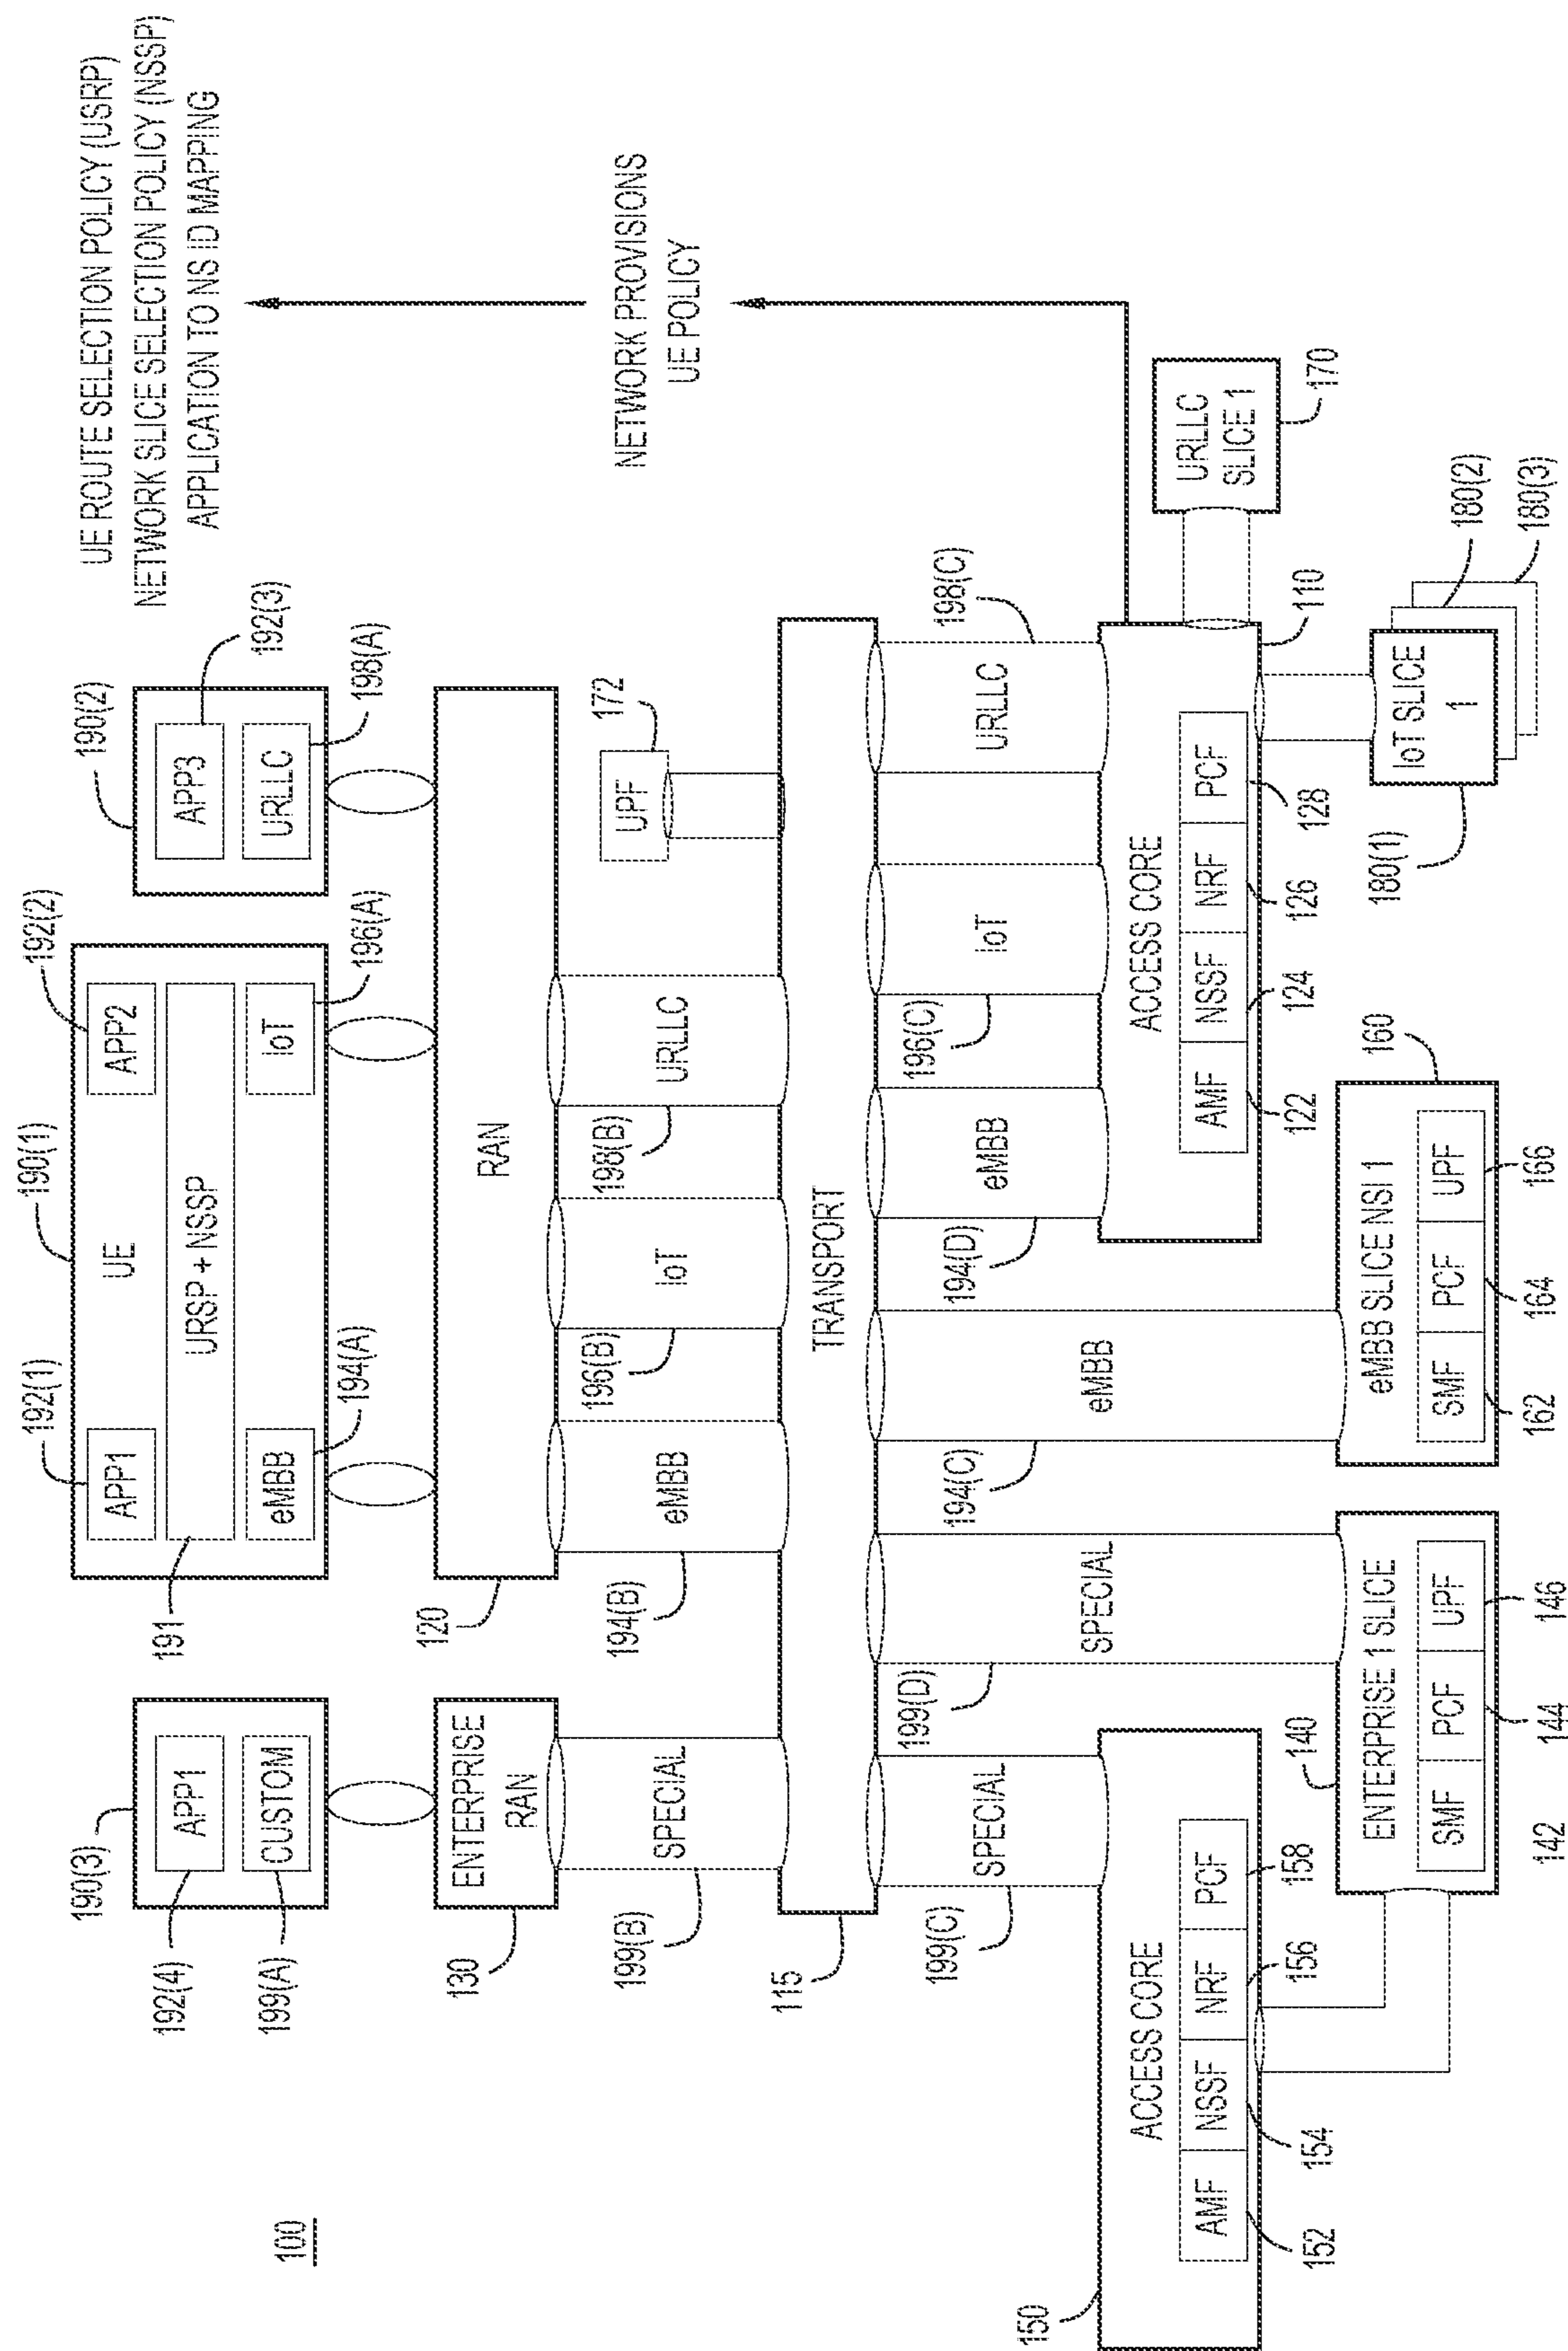 100
UE ROUTE SELECTION POLICY (USRP)
NETWORK SLICE SELECTION POLICY (NSSP)
APPLICATION TO NS ID MAPPING
NETWORK PROVISIONS
UE POLICY
190(3)
192(4)
APP1
199(A)
CUSTOM
190(1)
192(1)
192(2)
APP1
UE
APP2
191
URSP + NSSP
194(A)
196(A)
eMBB
IoT
190(2)
192(3)
APP3
198(A)
URLLC
130
ENTERPRISE
RAN
120
RAN
199(B)
SPECIAL
194(B)
eMBB
196(B)
IoT
198(B)
URLLC
172
UPF
115
TRANSPORT
199(C)
SPECIAL
199(D)
SPECIAL
194(C)
eMBB
194(D)
eMBB
196(C)
IoT
198(C)
URLLC
150
ACCESS CORE
AMF
NSSF
NRF
PCF
152
154
156
158
ACCESS CORE
110
AMF
NSSF
NRF
PCF
122
124
126
128
URLLC
SLICE 1
170
140
ENTERPRISE 1 SLICE
SMF
PCF
UPF
142
144
146
160
eMBB SLICE NSI 1
SMF
PCF
UPF
162
164
166
IoT SLICE
1
180(1)
180(2)
180(3)